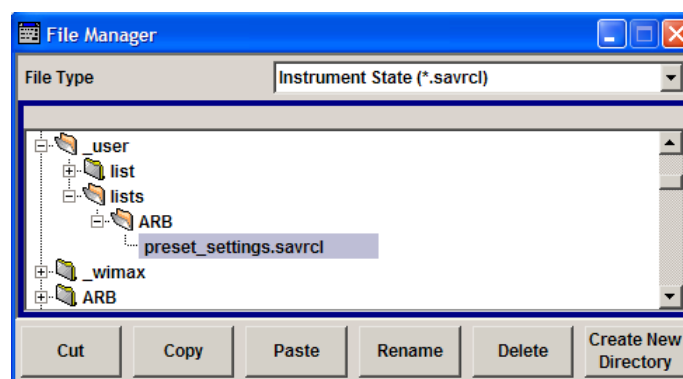 File Manager
File Type Instrument State (*.savrcl)
_user
list
lists
ARB
preset_settings.savrcl
_wimax
ARB
Cut Copy Paste Rename Delete Create New Directory